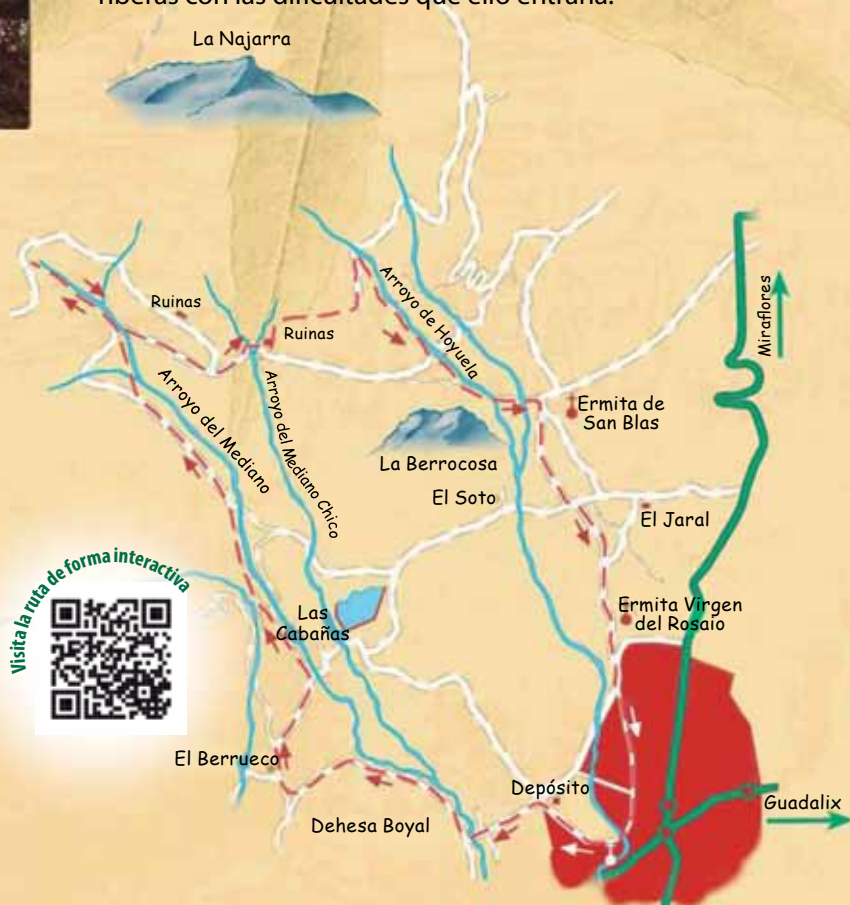 riberas con las dificultades que ello entraña.
La Najarra
Miraflores
Ruinas
Ruinas
Arroyo de Hoyuela
Arroyo del Mediano
Arroyo del Mediano Chico
Ermita de
San Blas
La Berrocosa
El Soto
El Jaral
Visita la ruta de forma interactiva
Las
Cabañas
Ermita Virgen
del Rosaio
El Berrueco
Depósito
Guadalix
Dehesa Boyal